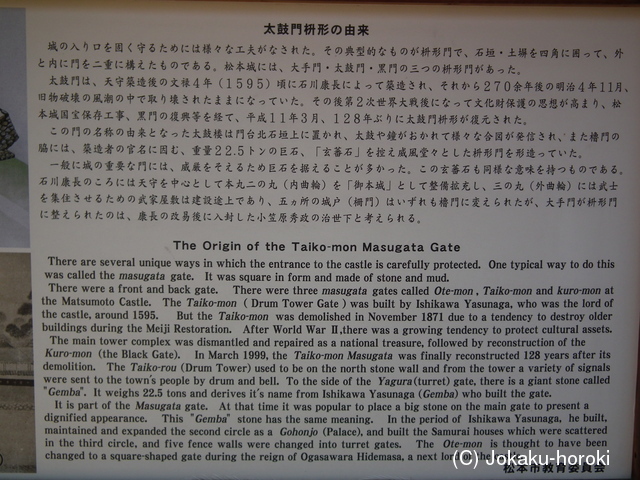 太鼓門枡形の由来
城の入り口を固く守るためには様々な工夫がなされた。その典型的なものが枡形門で、石垣・土塀を四角に囲って、外
と内に門を二重に構えたものである。松本城には、大手門・太鼓門・黒門の三つの枡形門があった。
太鼓門は、天守築造後の文禄4年（1595）頃に石川康長によって築造され、それから270余年後の明治4年11月、
旧物破壊の風潮の中で取り壊されたままになっていた。その後第2次世界大戦後になって文化財保護の思想が高まり、松
本城国宝保存工事、黒門の復興等を経て、平成11年3月、128年ぶりに太鼓門枡形が復元された。
この門の名称の由来となった太鼓楼は門台北石垣上に置かれ、太鼓や鐘がおかれて様々な合図が発信され、また櫓門の
脇には、築造者の官名に因む、重量22.5トンの巨石、「玄蕃石」を控え威風堂々とした枡形門を形造っていた。
一般に城の重要な門には、威厳をそえるため巨石を据えることが多かった。この玄蕃石も同様な意味を持つものである。
石川康長のころには天守を中心として本丸二の丸（内曲輪）を「御本城」として整備拡充し、三の丸（外曲輪）には武士
を集住させるための武家屋敷は建設途上であり、五ヵ所の城戸（柵門）はいずれも櫓門に変えられたが、大手門が枡形門
に整えられたのは、康長の改易後に入封した小笠原秀政の治世下と考えられる。
The Origin of the Taiko-mon Masugata Gate
There are several unique ways in which the entrance to the castle is carefully protected. One typical way to do this
was called the masugata gate. It was square in form and made of stone and mud.
There were a front and back gate. There were three masugata gates called Ote-mon , Taiko-mon and kuro-mon at
the Matsumoto Castle. The Taiko-mon ( Drum Tower Gate ) was built by Ishikawa Yasunaga, who was the lord of
the castle, around 1595. But the Taiko-mon was demolished in November 1871 due to a tendency to destroy older
buildings during the Meiji Restoration. After World War Ⅱ,there was a growing tendency to protect cultural assets.
The main tower complex was dismantled and repaired as a national treasure, followed by reconstruction of the
Kuro-mon (the Black Gate). In March 1999, the Taiko-mon Masugata was finally reconstructed 128 years after its
demolition. The Taiko-rou (Drum Tower) used to be on the north stone wall and from the tower a variety of signals
were sent to the town's people by drum and bell. To the side of the Yagura(turret) gate, there is a giant stone called
"Gemba". It weighs 22.5 tons and derives it's name from Ishikawa Yasunaga (Gemba) who built the gate.
It is part of the Masugata gate. At that time it was popular to place a big stone on the main gate to present a
dignified appearance. This "Gemba" stone has the same meaning. In the period of Ishikawa Yasunaga, he built,
maintained and expanded the second circle as a Gohonjo (Palace), and built the Samurai houses which were scattered
in the third circle, and five fence walls were changed into turret gates. The Ote-mon is thought to have been
changed to a square-shaped gate during the reign of Ogasawara Hidemasa, a next lord of
松本市教育委員会
(C) Jokaku-horoki